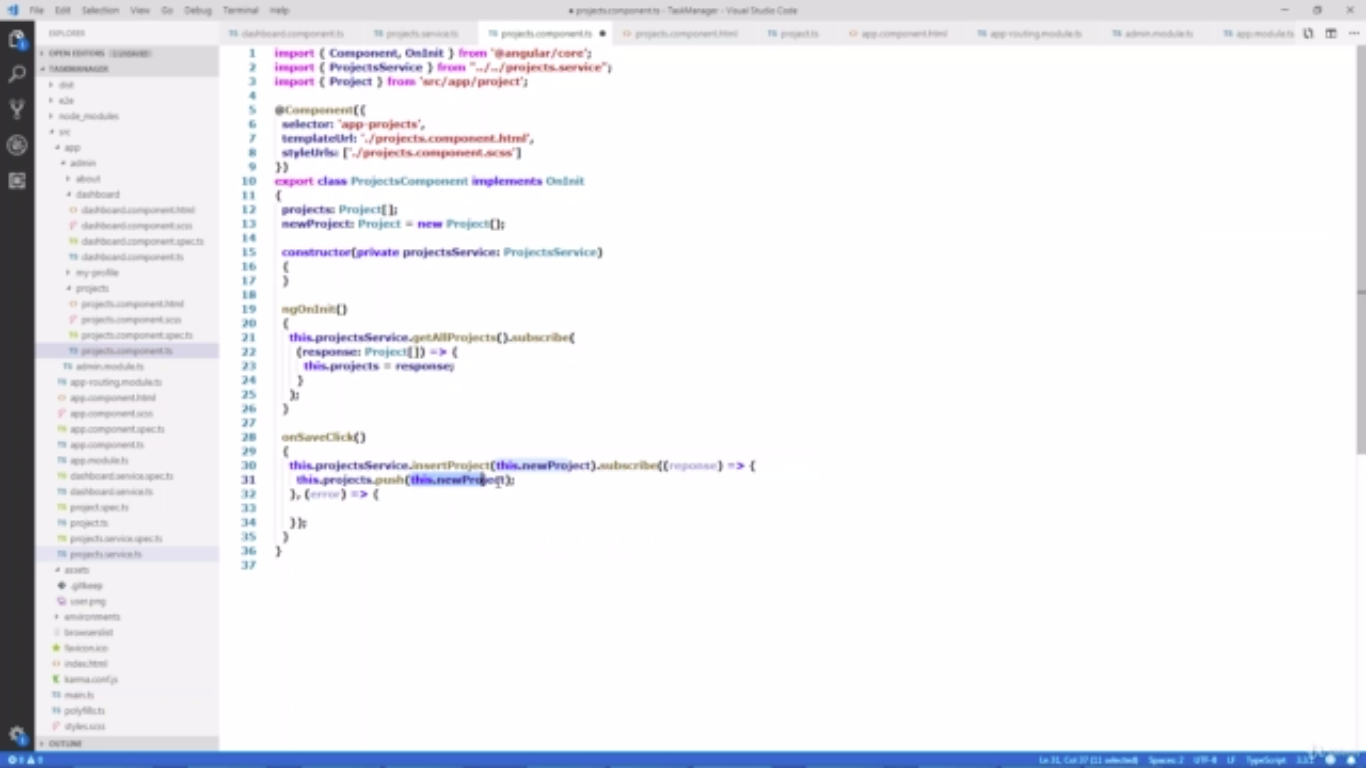 File Edit Selection View Go Debug Terminal Help
● projects.component.ts - TaskManager - Visual Studio Code
EXPLORER
dashboard.component.ts projects.service.ts projects.component.ts ● projects.component.html project.ts app.component.html app-routing.module.ts admin.module.ts app.module.ts
OPEN EDITORS 1 UNSAVED
TASKMANAGER
dist
e2e
node_modules
src
app
admin
about
dashboard
dashboard.component.html
dashboard.component.scss
dashboard.component.spec.ts
dashboard.component.ts
my-profile
projects
projects.component.html
projects.component.scss
projects.component.spec.ts
projects.component.ts
admin.module.ts
app-routing.module.ts
app.component.html
app.component.scss
app.component.spec.ts
app.component.ts
app.module.ts
dashboard.service.spec.ts
dashboard.service.ts
project.spec.ts
project.ts
projects.service.spec.ts
projects.service.ts
assets
.gitkeep
user.png
environments
browserslist
favicon.ico
index.html
karma.conf.js
main.ts
polyfills.ts
styles.scss
OUTLINE
1 import { Component, OnInit } from '@angular/core';
2 import { ProjectsService } from "../../projects.service";
3 import { Project } from 'src/app/project';
4
5 @Component({
6 selector: 'app-projects',
7 templateUrl: './projects.component.html',
8 styleUrls: ['./projects.component.scss']
9 })
10 export class ProjectsComponent implements OnInit
11 {
12 projects: Project[];
13 newProject: Project = new Project();
14
15 constructor(private projectsService: ProjectsService)
16 {
17 }
18
19 ngOnInit()
20 {
21 this.projectsService.getAllProjects().subscribe(
22 (response: Project[]) => {
23 this.projects = response;
24 }
25 );
26 }
27
28 onSaveClick()
29 {
30 this.projectsService.insertProject(this.newProject).subscribe((reponse) => {
31 this.projects.push(this.newProject);
32 }, (error) => {
33
34 });
35 }
36 }
37
0 0
Ln 31, Col 37 (11 selected) Spaces: 2 UTF-8 LF TypeScript